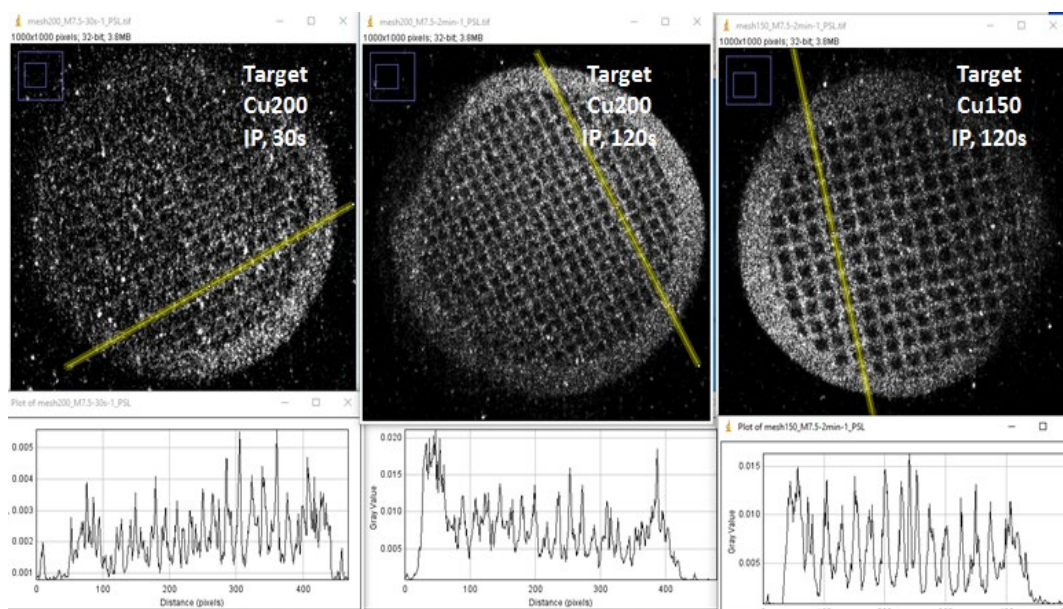 mesh200_M7.5-30s-1_PSL.tif
1000x1000 pixels; 32-bit; 3.8MB
Target
Cu200
IP, 30s
mesh200_M7.5-2min-1_PSL.tif
1000x1000 pixels; 32-bit; 3.8MB
Target
Cu200
IP, 120s
mesh150_M7.5-2min-1_PSL.tif
1000x1000 pixels; 32-bit; 3.8MB
Target
Cu150
IP, 120s
Plot of mesh200_M7.5-30s-1_PSL
0.005
0.004
0.003
0.002
0.001
0
100
200
300
400
Distance (pixels)
0.020
0.015
0.010
0.005
Gray Value
0
100
200
300
400
Distance (pixels)
Plot of mesh150_M7.5-2min-1_PSL
0.015
0.010
0.005
Gray Value
Distance (pixels)